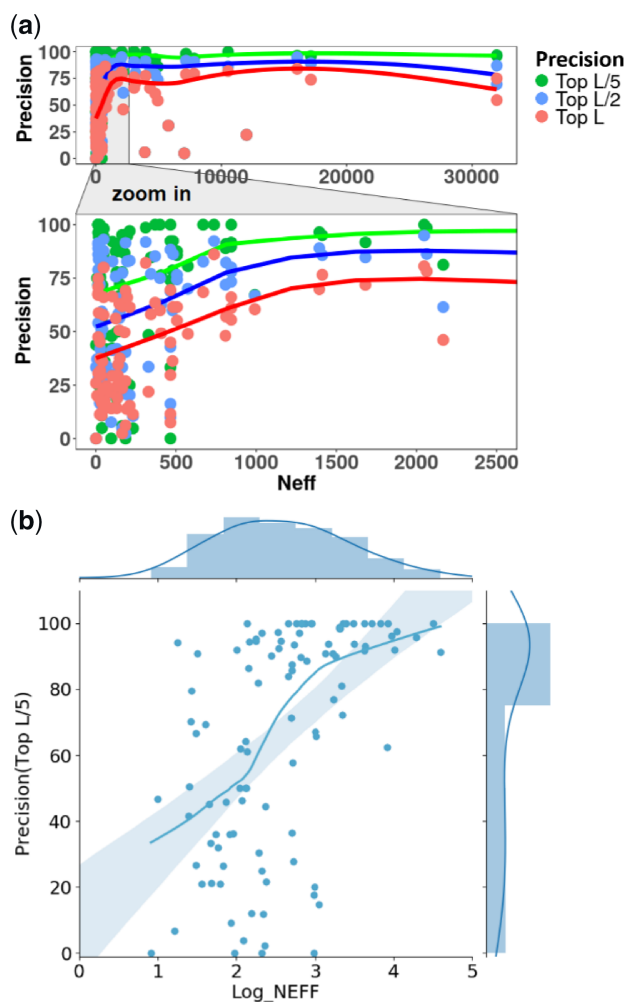 (a)
Precision
100
75
50
25
0
0 10000 20000 30000
Precision
Top L/5
Top L/2
Top L
zoom in
Precision
100
75
50
25
0
0 500 1000 1500 2000 2500
Neff
(b)
Precision(Top L/5)
100
80
60
40
20
0
0 1 2 3 4 5
Log_NEFF